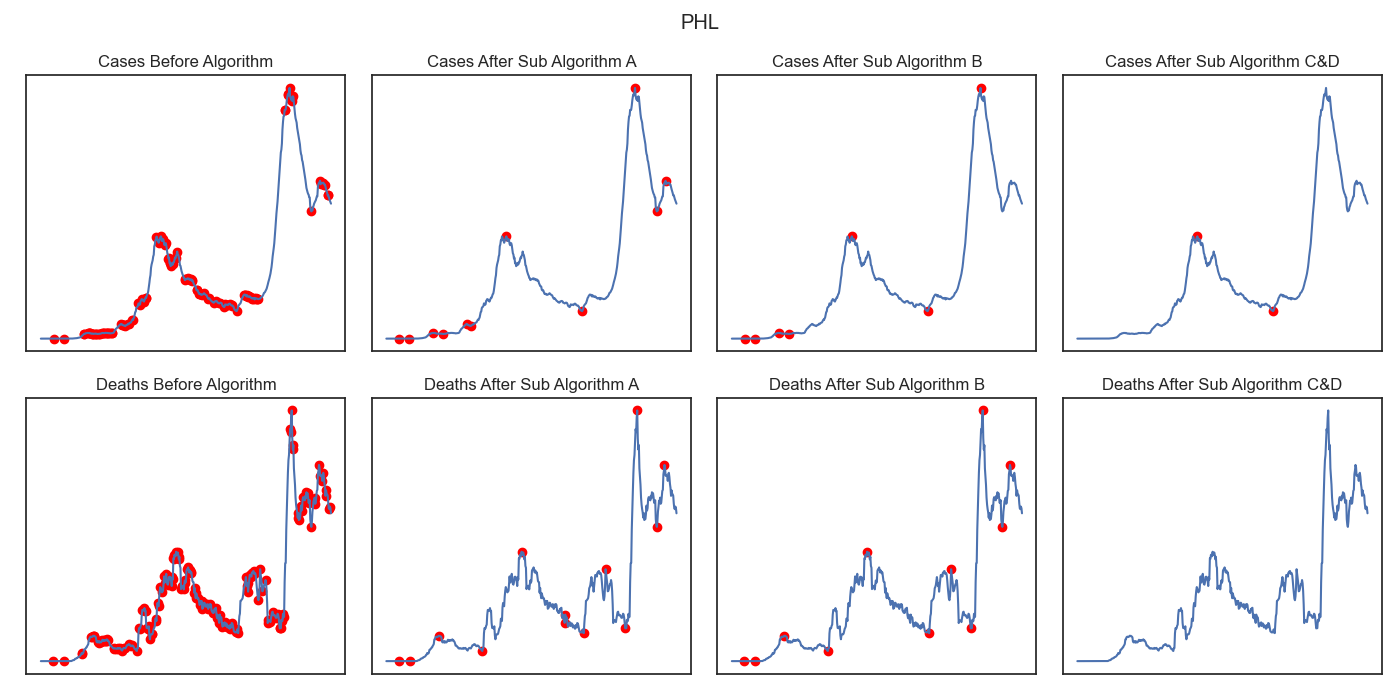 PHL
Cases Before Algorithm
Cases After Sub Algorithm A
Cases After Sub Algorithm B
Cases After Sub Algorithm C&D
Deaths Before Algorithm
Deaths After Sub Algorithm A
Deaths After Sub Algorithm B
Deaths After Sub Algorithm C&D